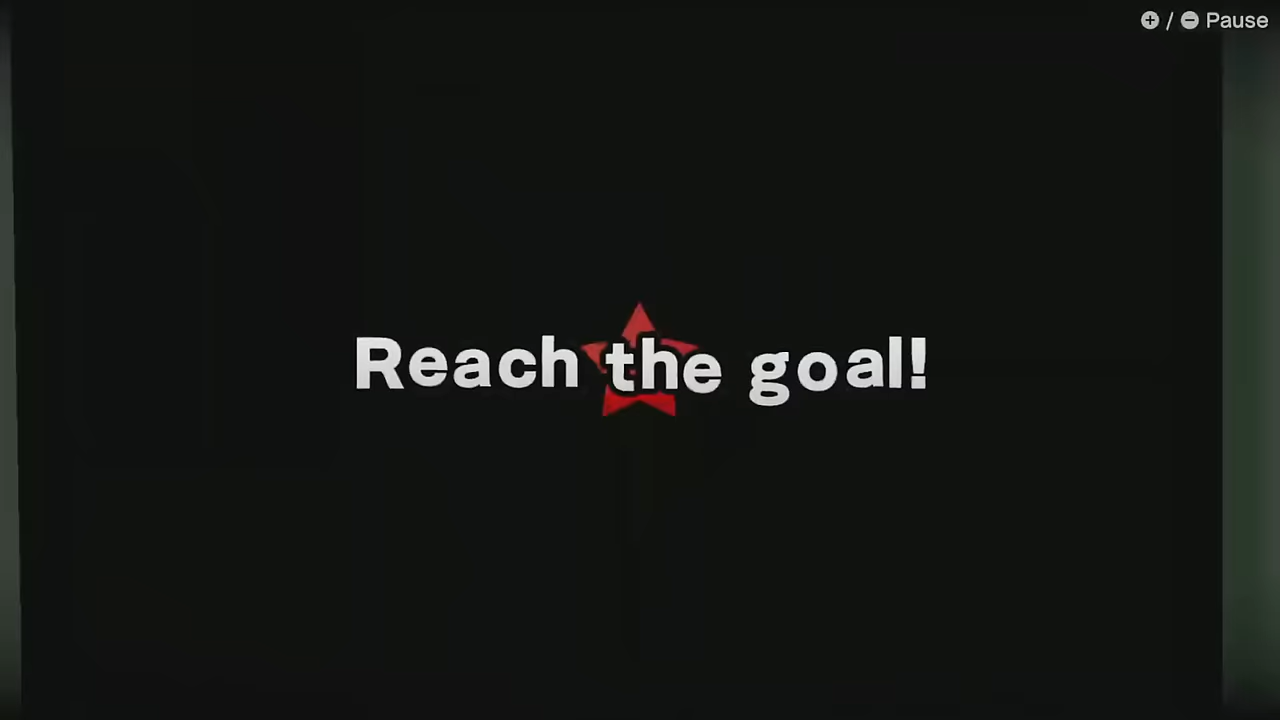 + / - Pause
Reach the goal!